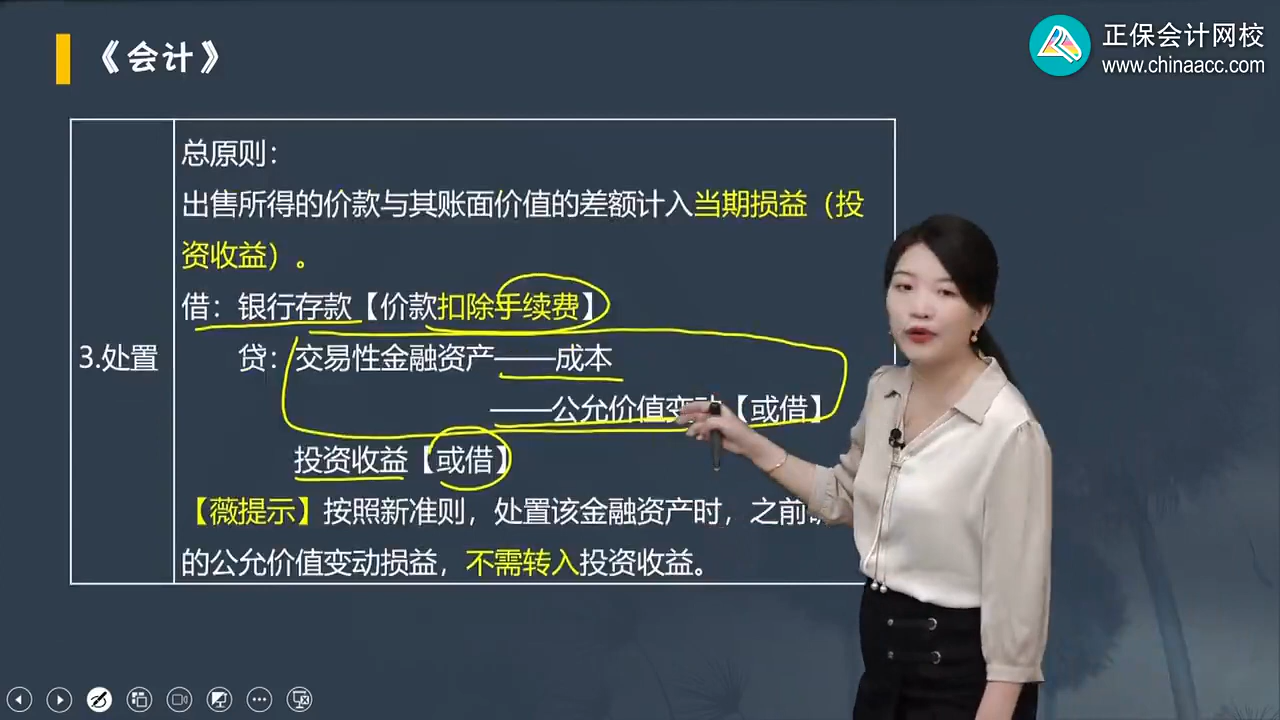 《会计》
正保会计网校
www.chinaacc.com
总原则：
出售所得的价款与其账面价值的差额计入当期损益（投
资收益）。
借：银行存款【价款扣除手续费】
3.处置
贷：交易性金融资产——成本
——公允价值变动【或借】
投资收益【或借】
【薇提示】按照新准则，处置该金融资产时，之前
的公允价值变动损益，不需转入投资收益。